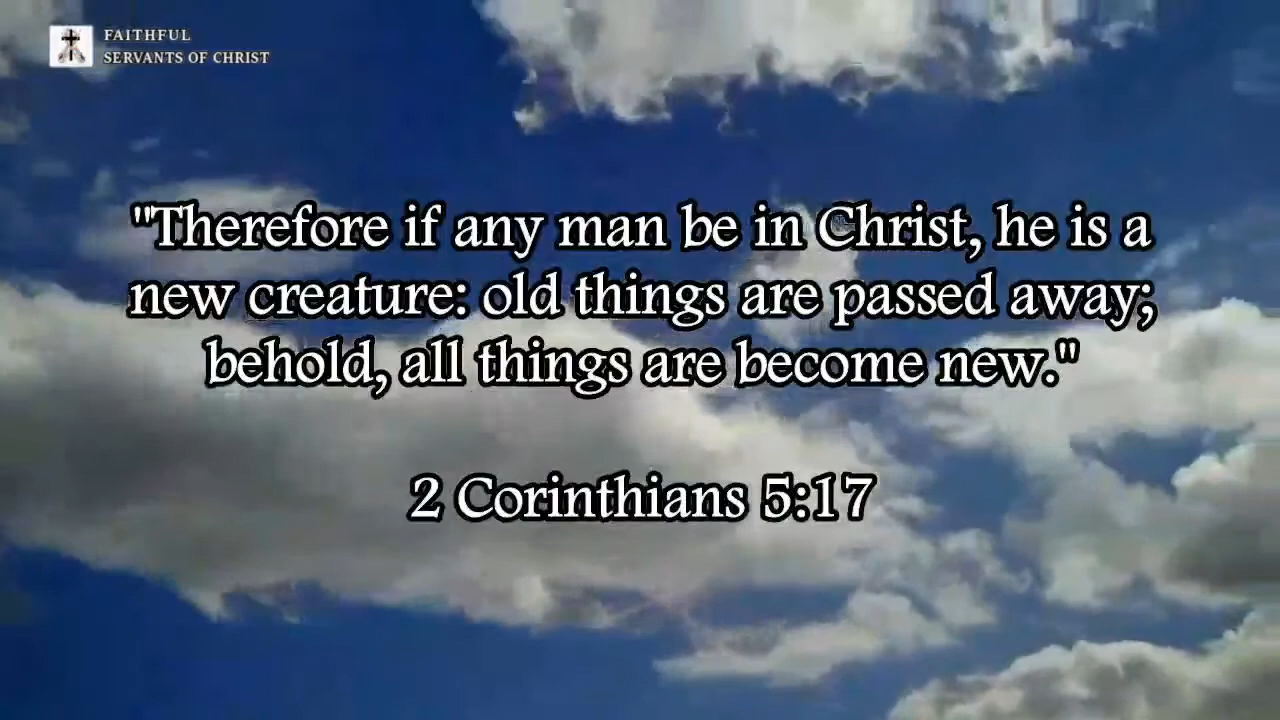 FAITHFUL
SERVANTS OF CHRIST
"Therefore if any man be in Christ, he is a
new creature: old things are passed away;
behold, all things are become new."
2 Corinthians 5:17